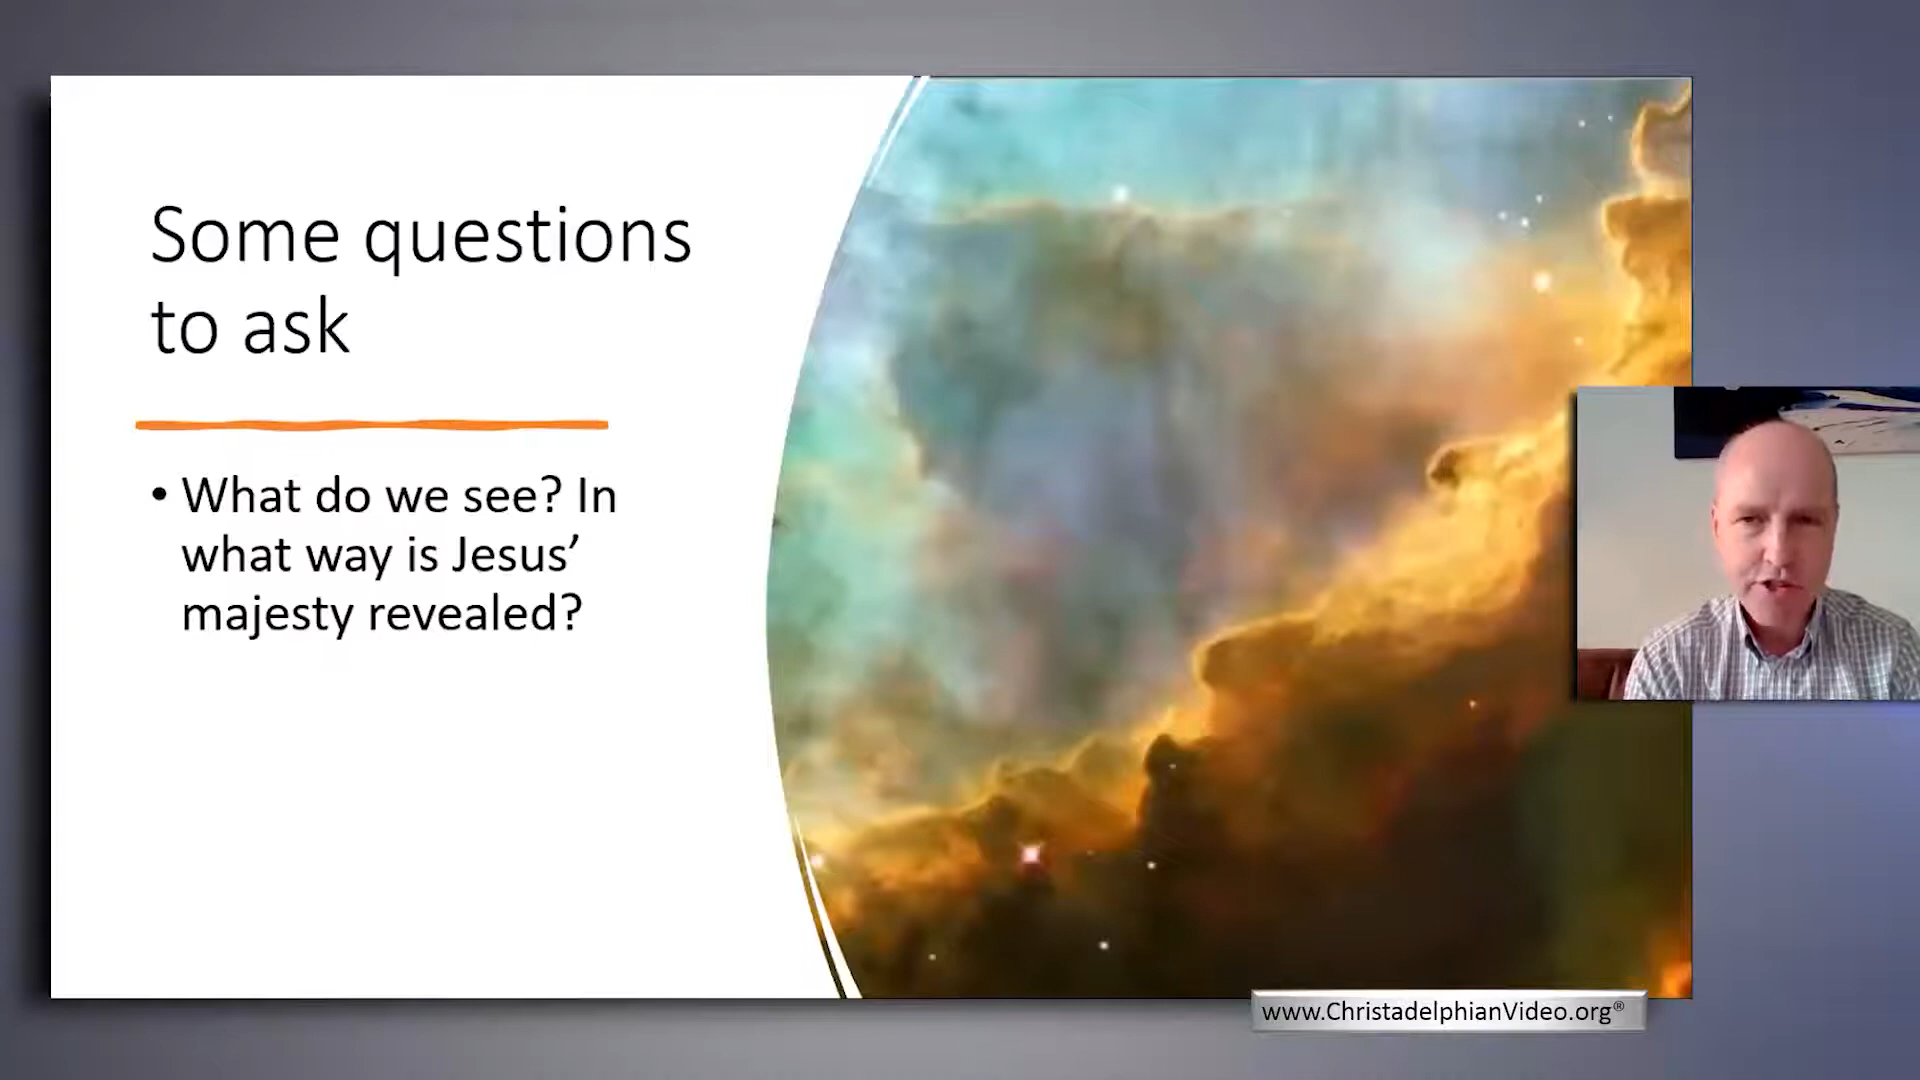 Some questions
to ask
• What do we see? In
what way is Jesus’
majesty revealed?
www.ChristadelphianVideo.org®